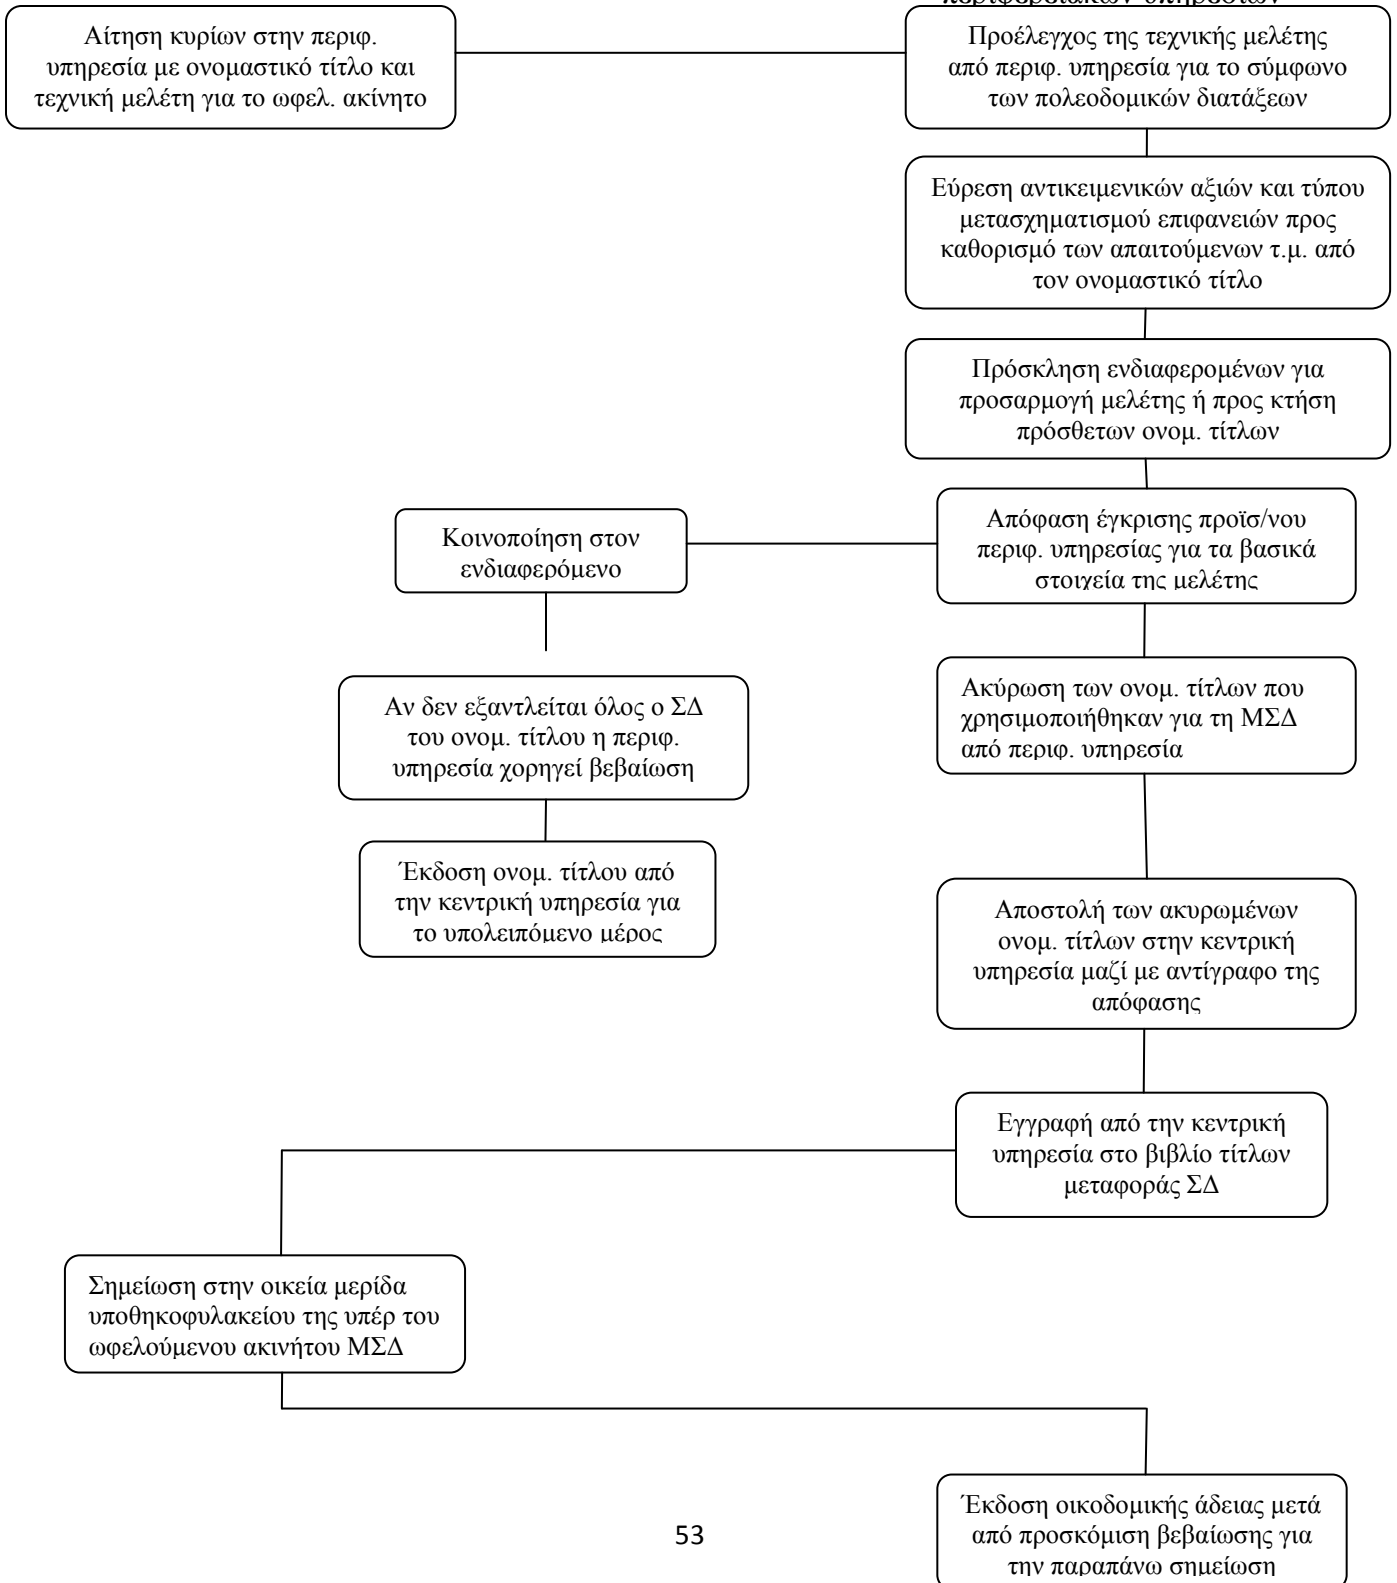 περιφερειακών υπηρεσιών
Αίτηση κυρίων στην περιφ.
υπηρεσία με ονομαστικό τίτλο και
τεχνική μελέτη για το ωφελ. ακίνητο
Προέλεγχος της τεχνικής μελέτης
από περιφ. υπηρεσία για το σύμφωνο
των πολεοδομικών διατάξεων
Εύρεση αντικειμενικών αξιών και τύπου
μετασχηματισμού επιφανειών προς
καθορισμό των απαιτούμενων τ.μ. από
τον ονομαστικό τίτλο
Πρόσκληση ενδιαφερομένων για
προσαρμογή μελέτης ή προς κτήση
πρόσθετων ονομ. τίτλων
Απόφαση έγκρισης προϊσ/νου
περιφ. υπηρεσίας για τα βασικά
στοιχεία της μελέτης
Κοινοποίηση στον
ενδιαφερόμενο
Αν δεν εξαντλείται όλος ο ΣΔ
του ονομ. τίτλου η περιφ.
υπηρεσία χορηγεί βεβαίωση
Έκδοση ονομ. τίτλου από
την κεντρική υπηρεσία για
το υπολειπόμενο μέρος
Ακύρωση των ονομ. τίτλων που
χρησιμοποιήθηκαν για τη ΜΣΔ
από περιφ. υπηρεσία
Αποστολή των ακυρωμένων
ονομ. τίτλων στην κεντρική
υπηρεσία μαζί με αντίγραφο της
απόφασης
Εγγραφή από την κεντρική
υπηρεσία στο βιβλίο τίτλων
μεταφοράς ΣΔ
Σημείωση στην οικεία μερίδα
υποθηκοφυλακείου της υπέρ του
ωφελούμενου ακινήτου ΜΣΔ
Έκδοση οικοδομικής άδειας μετά
από προσκόμιση βεβαίωσης για
την παραπάνω σημείωση
53